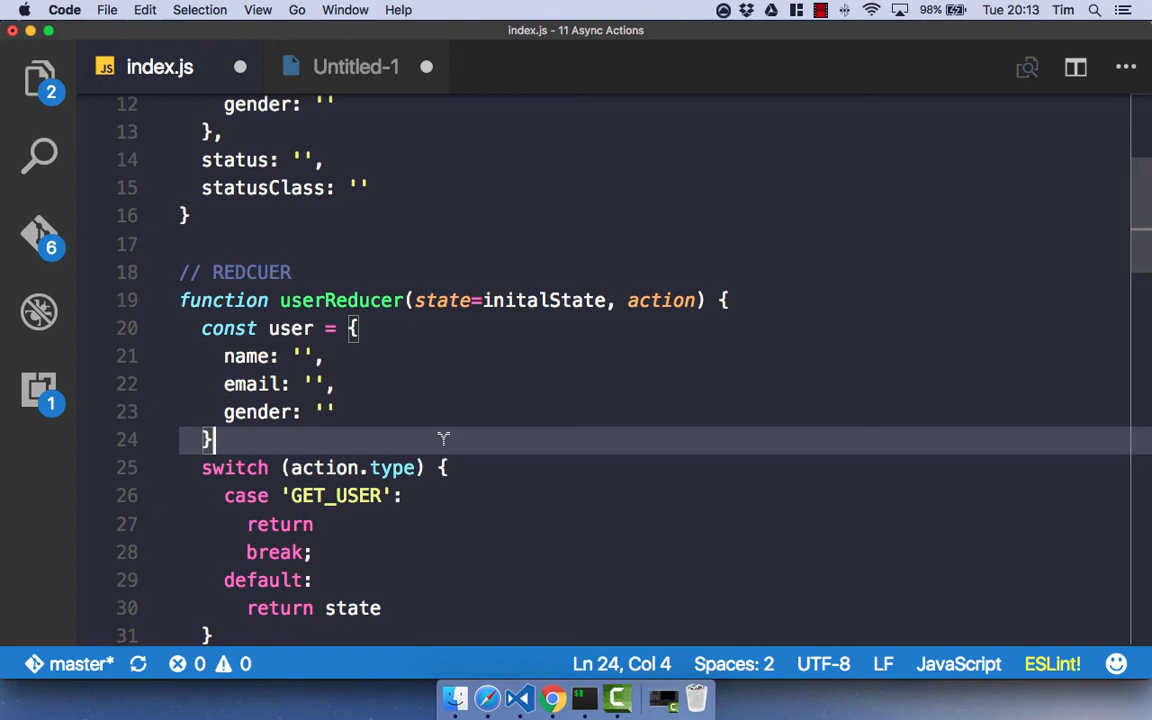 Code File Edit Selection View Go Window Help 98% Tue 20:13 Tim
index.js - 11 Async Actions
JS index.js Untitled-1
2
6
1
12 gender: ''
13 },
14 status: '',
15 statusClass: ''
16 }
17
18 // REDCUER
19 function userReducer(state=initalState, action) {
20 const user = {
21 name: '',
22 email: '',
23 gender: ''
24 }
25 switch (action.type) {
26 case 'GET_USER':
27 return
28 break;
29 default:
30 return state
31 }
master* 0 0 Ln 24, Col 4 Spaces: 2 UTF-8 LF JavaScript ESLint!